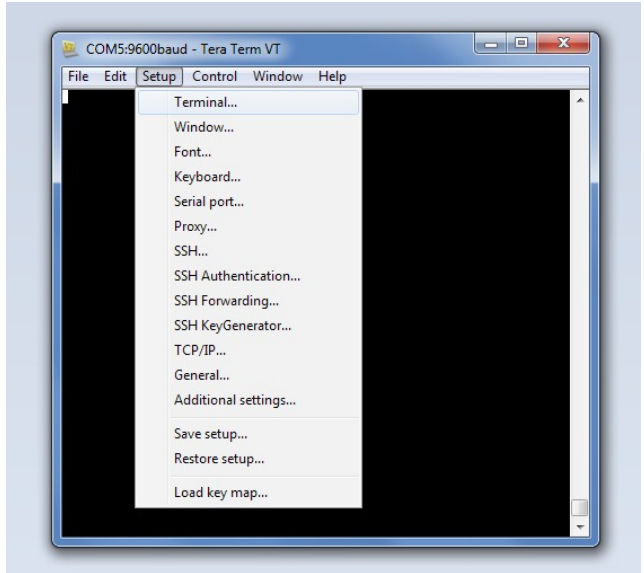 COM5:9600baud - Tera Term VT
File Edit Setup Control Window Help
Terminal...
Window...
Font...
Keyboard...
Serial port...
Proxy...
SSH...
SSH Authentication...
SSH Forwarding...
SSH KeyGenerator...
TCP/IP...
General...
Additional settings...
Save setup...
Restore setup...
Load key map...